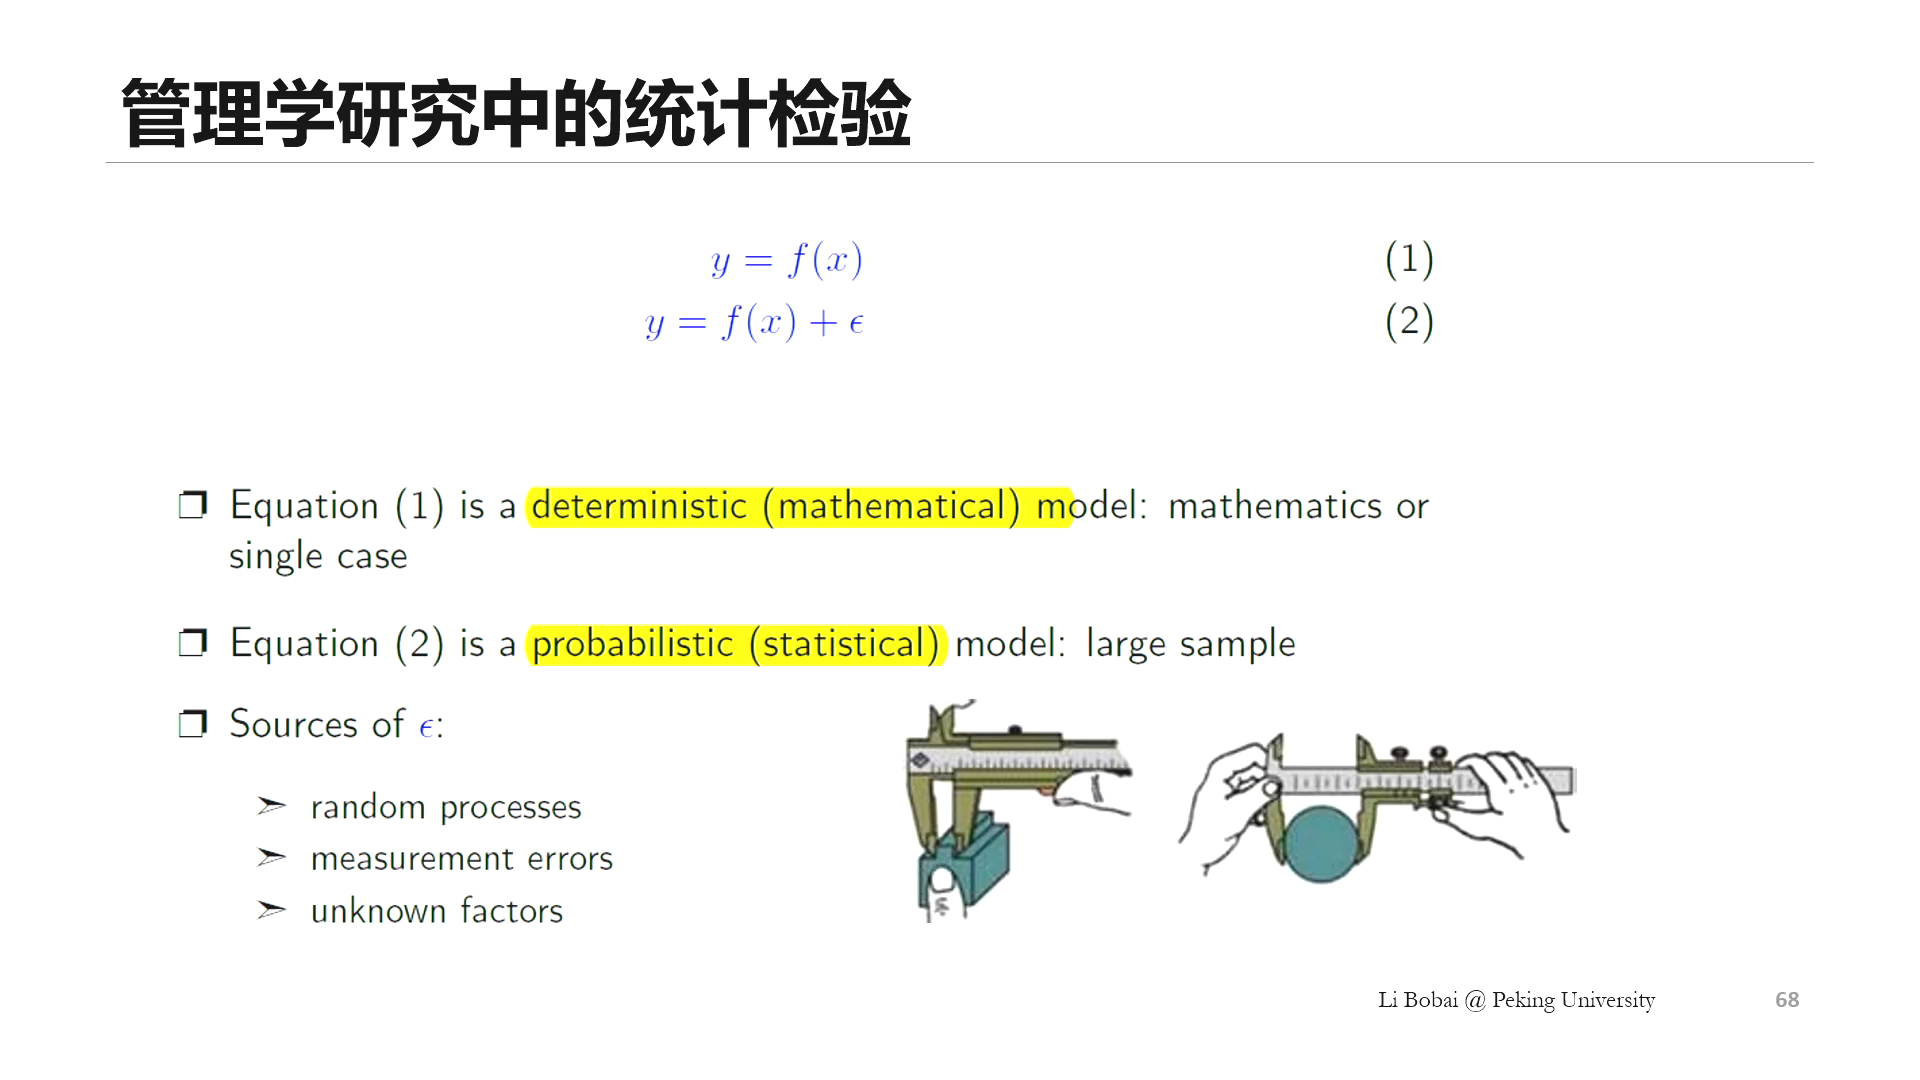 管理学研究中的统计检验
y = f(x) (1)
y = f(x) + ϵ (2)
Equation (1) is a deterministic (mathematical) model: mathematics or
single case
Equation (2) is a probabilistic (statistical) model: large sample
Sources of ϵ:
random processes
measurement errors
unknown factors
Li Bobai @ Peking University 68